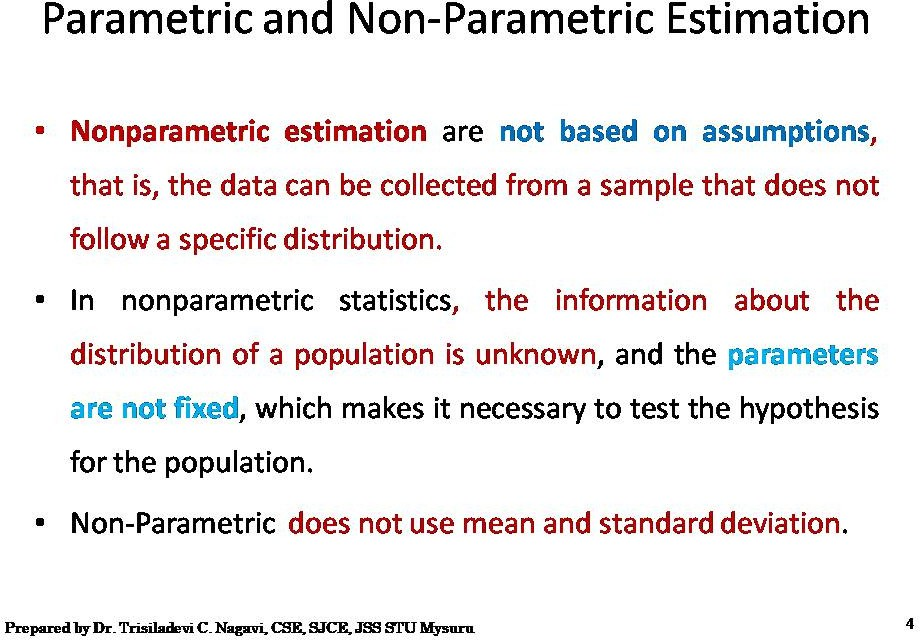 Parametric and Non-Parametric Estimation
• Nonparametric estimation are not based on assumptions,
that is, the data can be collected from a sample that does not
follow a specific distribution.
• In nonparametric statistics, the information about the
distribution of a population is unknown, and the parameters
are not fixed, which makes it necessary to test the hypothesis
for the population.
• Non-Parametric does not use mean and standard deviation.
Prepared by Dr. Trisiladevi C. Nagavi, CSE, SJCE, JSS STU Mysuru
4